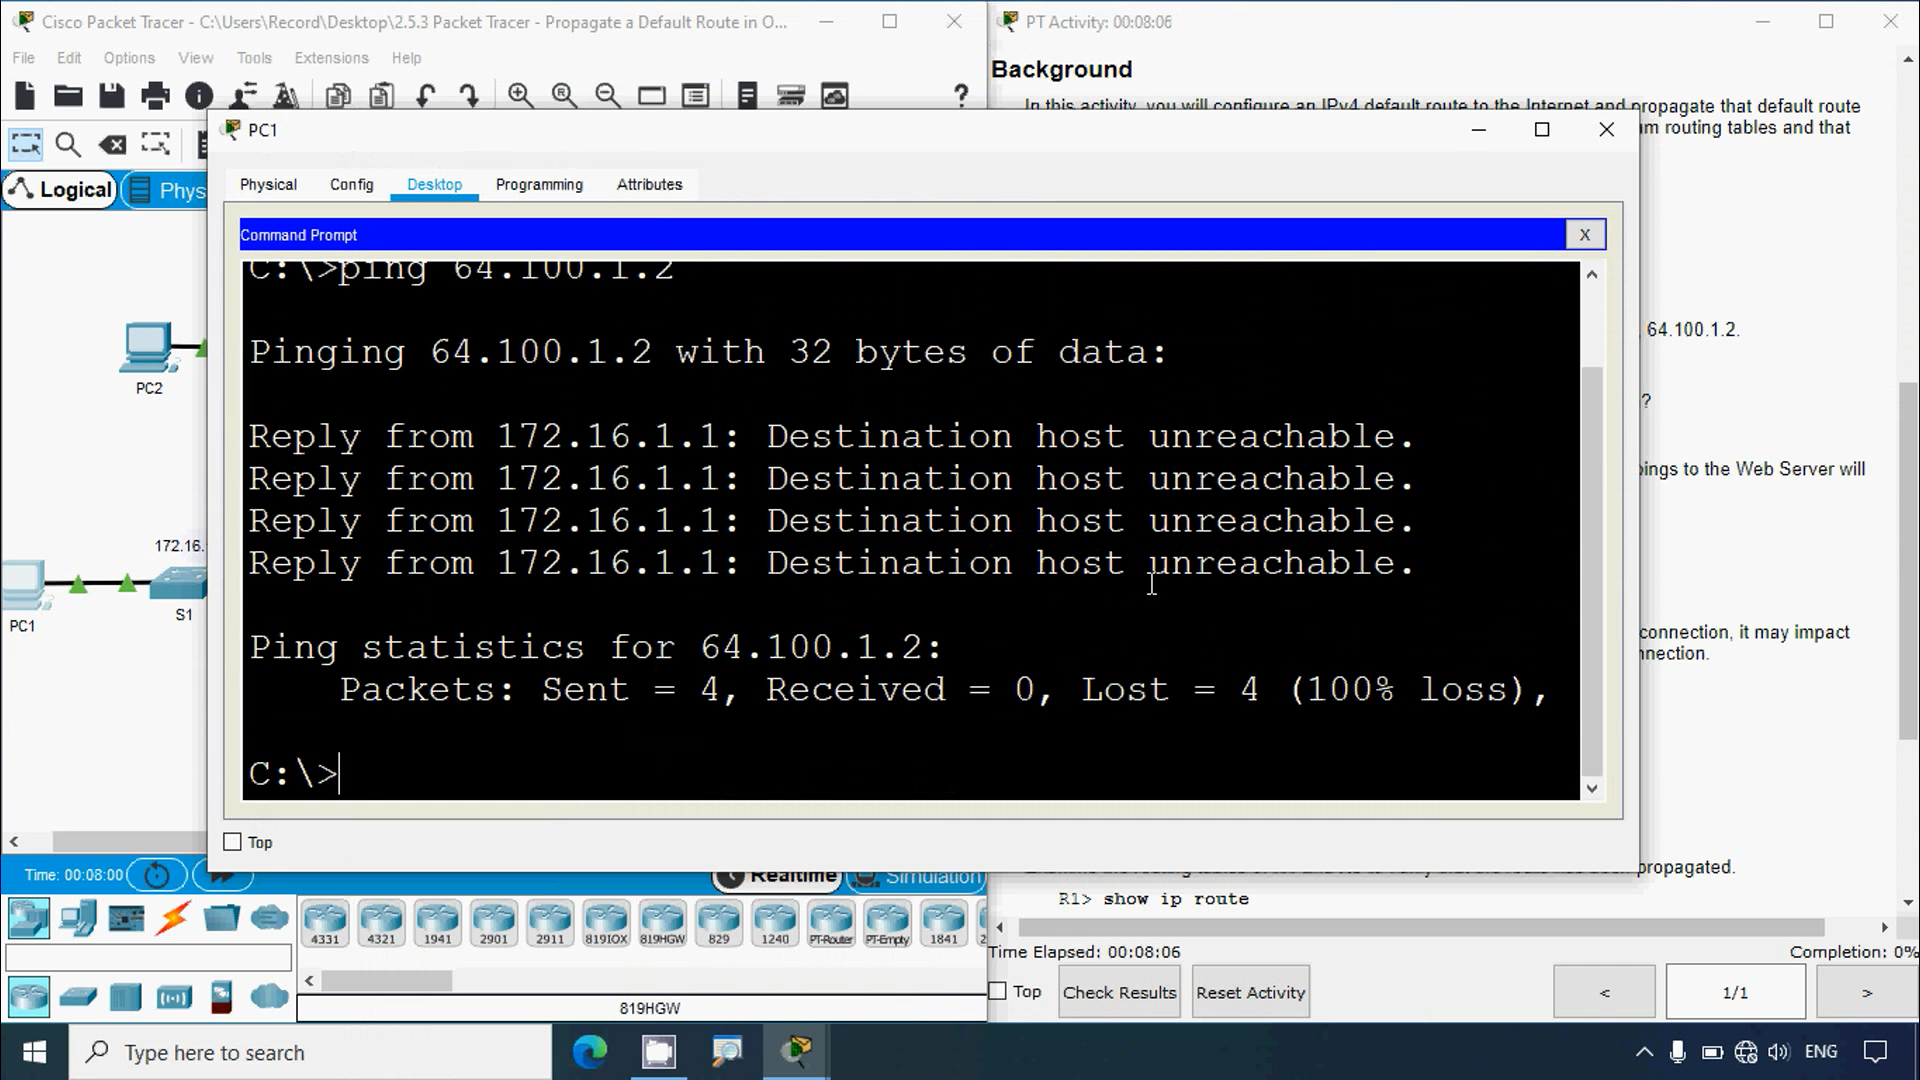 Cisco Packet Tracer - C:\Users\Record\Desktop\2.5.3 Packet Tracer - Propagate a Default Route in O...
PT Activity: 00:08:06
File Edit Options View Tools Extensions Help
Background
In this activity, you will configure an IPv4 default route to the Internet and propagate that default route
m routing tables and that
PC1
Logical
Phys
Physical Config Desktop Programming Attributes
Command Prompt
X
C:\>ping 64.100.1.2
Pinging 64.100.1.2 with 32 bytes of data:
Reply from 172.16.1.1: Destination host unreachable.
Reply from 172.16.1.1: Destination host unreachable.
Reply from 172.16.1.1: Destination host unreachable.
Reply from 172.16.1.1: Destination host unreachable.
Ping statistics for 64.100.1.2:
Packets: Sent = 4, Received = 0, Lost = 4 (100% loss),
C:\>
Top
PC2
172.16.
S1
PC1
64.100.1.2.
?
pings to the Web Server will
connection, it may impact
nnection.
propagated.
R1> show ip route
Time: 00:08:00
Realtime
Simulation
4331 4321 1941 2901 2911 819IOX 819HGW 829 1240 PT-Router PT-Empty 1841 2
819HGW
Time Elapsed: 00:08:06
Completion: 0%
Top
Check Results
Reset Activity
<
1/1
>
Type here to search
ENG